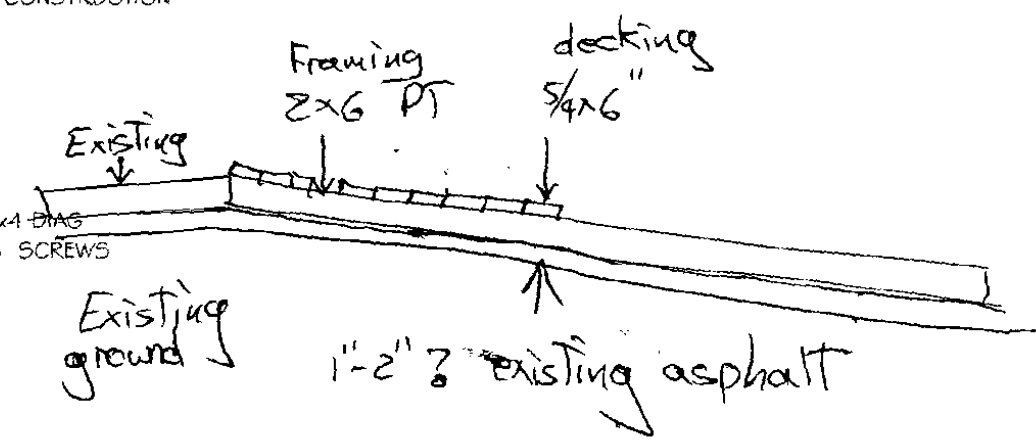 CONSTRUCTION
Framing
2x6 PT
decking
5/4x6"
Existing
x4 DIAG
SCREWS
Existing
ground
1"-2"? existing asphalt